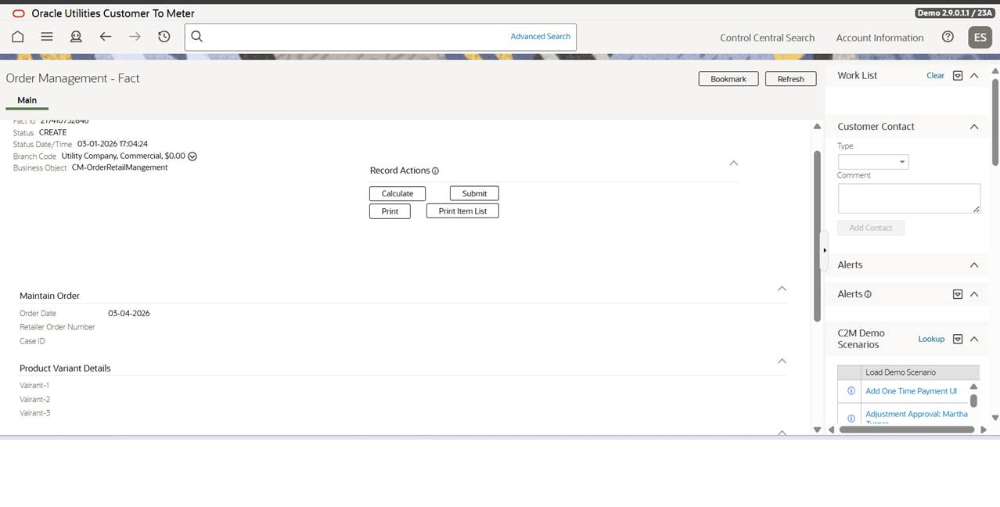 Oracle Utilities Customer To Meter
Demo 2.9.0.1.1 / 23A
Advanced Search
Control Central Search
Account Information
ES
Order Management - Fact
Bookmark
Refresh
Main
Fact Id 217410752846
Status CREATE
Status Date/Time 03-01-2026 17:04:24
Branch Code Utility Company, Commercial, $0.00
Business Object CM-OrderRetailMangement
Record Actions
Calculate
Submit
Print
Print Item List
Maintain Order
Order Date 03-04-2026
Retailer Order Number
Case ID
Product Variant Details
Vairant-1
Vairant-2
Vairant-3
Work List
Clear
Customer Contact
Type
Comment
Add Contact
Alerts
Alerts
C2M Demo
Scenarios
Lookup
Load Demo Scenario
Add One Time Payment UI
Adjustment Approval: Martha
Turner